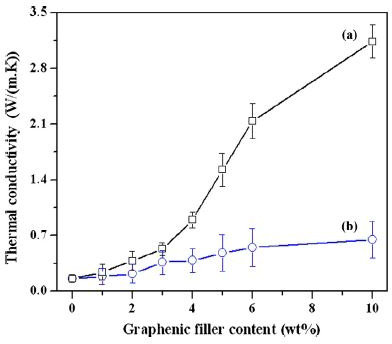 3.5
(a)
2.8
2.1
1.4
0.7
(b)
0.0
0 2 4 6 8 10
Thermal conductivity (W/(m.K))
Graphenic filler content (wt%)